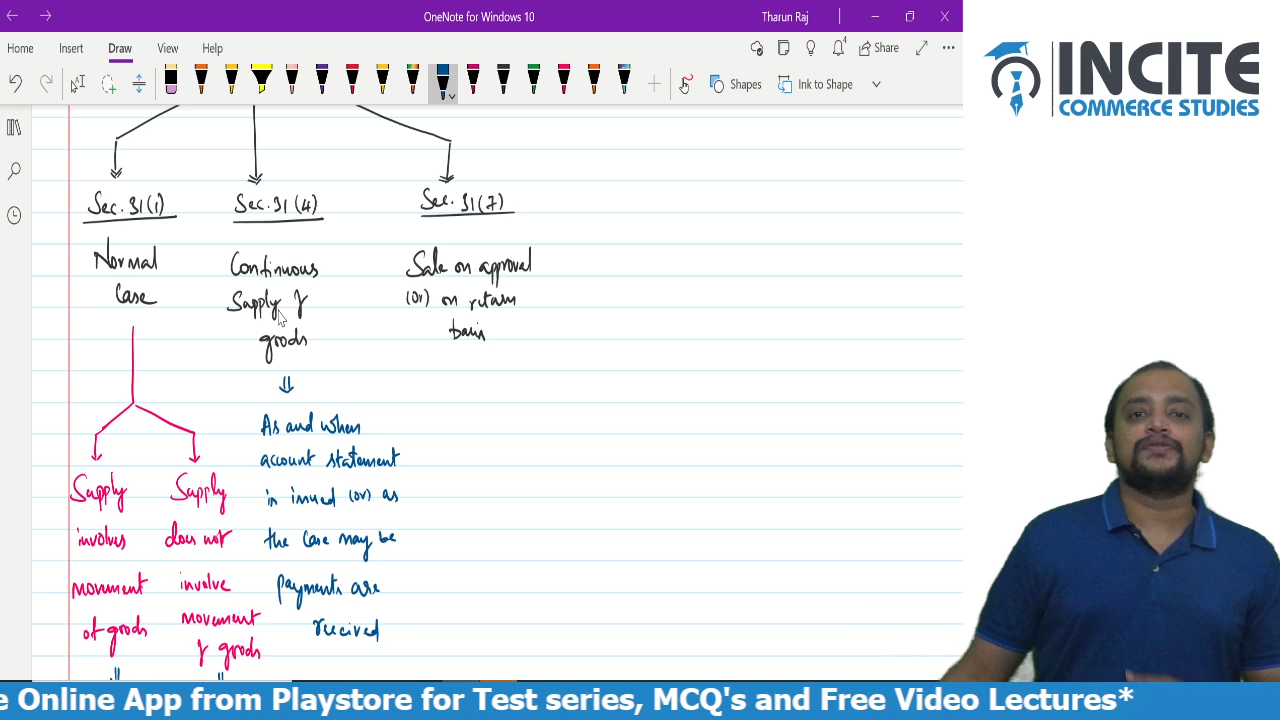 OneNote for Windows 10
Tharun Raj
Home
Insert
Draw
View
Help
4
Share
Shapes
Ink to Shape
INCITE
COMMERCE STUDIES
Sec. 31(1)
Sec. 31(4)
Sec. 31(7)
Normal
Case
Continuous
Supply of
goods
Sale on approval
(or) on return
basis
Supply
involves
movement
of goods
Supply
does not
involve
movement
of goods
As and when
account statement
is issued (or) as
the case may be
payments are
recived
e Online App from Playstore for Test series, MCQ's and Free Video Lectures*